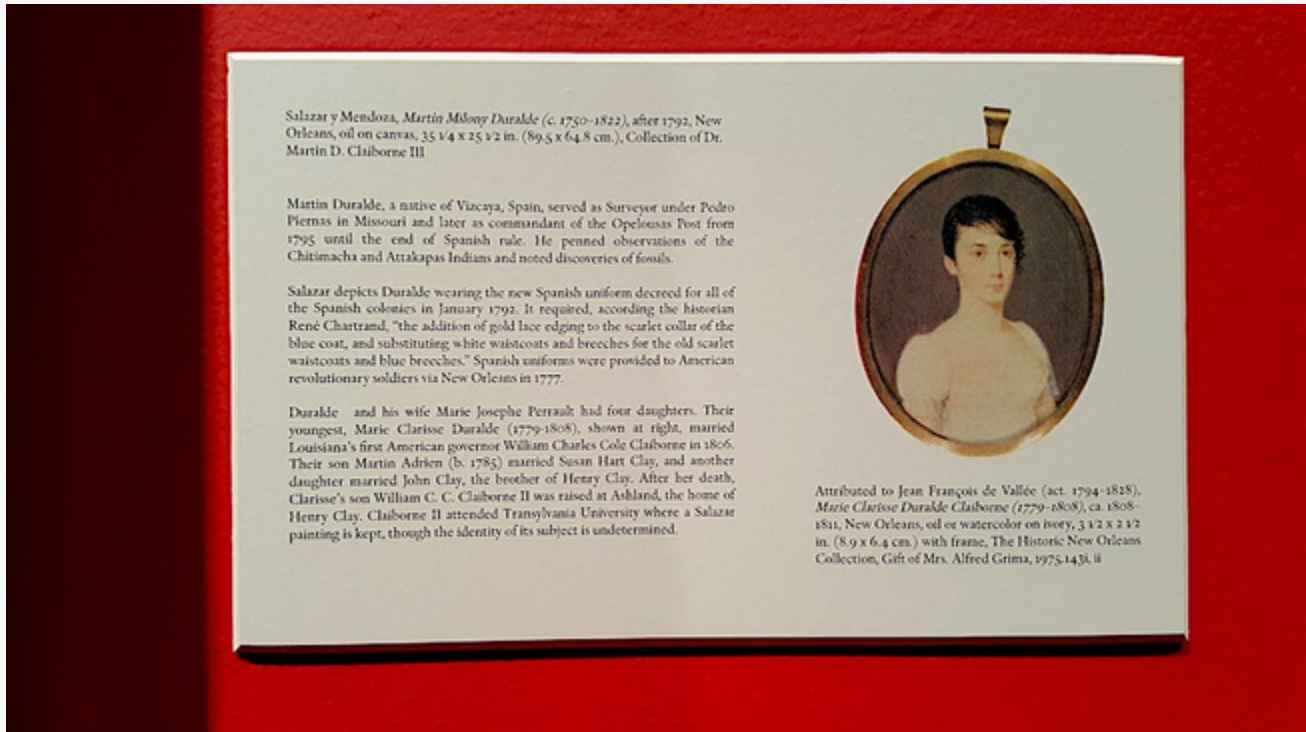 Salazar y Mendoza, Martin Milony Duralde (c. 1750–1822), after 1792, New
Orleans, oil on canvas, 35 1/4 x 25 1/2 in. (89.5 x 64.8 cm.), Collection of Dr.
Martin D. Claiborne III
Martin Duralde, a native of Vizcaya, Spain, served as Surveyor under Pedro
Piernas in Missouri and later as commandant of the Opelousas Post from
1795 until the end of Spanish rule. He penned observations of the
Chitimacha and Attakapas Indians and noted discoveries of fossils.
Salazar depicts Duralde wearing the new Spanish uniform decreed for all of
the Spanish colonies in January 1792. It required, according the historian
René Chartrand, "the addition of gold lace edging to the scarlet collar of the
blue coat, and substituting white waistcoats and breeches for the old scarlet
waistcoats and blue breeches." Spanish uniforms were provided to American
revolutionary soldiers via New Orleans in 1777.
Duralde and his wife Marie Josephe Perrault had four daughters. Their
youngest, Marie Clarisse Duralde (1779-1808), shown at right, married
Louisiana's first American governor William Charles Cole Claiborne in 1806.
Their son Martin Adrien (b. 1785) married Susan Hart Clay, and another
daughter married John Clay, the brother of Henry Clay. After her death,
Clarisse's son William C. C. Claiborne II was raised at Ashland, the home of
Henry Clay. Claiborne II attended Transylvania University where a Salazar
painting is kept, though the identity of its subject is undetermined.
Attributed to Jean François de Vallée (act. 1794–1828),
Marie Clarisse Duralde Claiborne (1779–1808), ca. 1808–
1811, New Orleans, oil or watercolor on ivory, 3 1/2 x 2 1/2
in. (8.9 x 6.4 cm.) with frame, The Historic New Orleans
Collection, Gift of Mrs. Alfred Grima, 1975.143i, ii